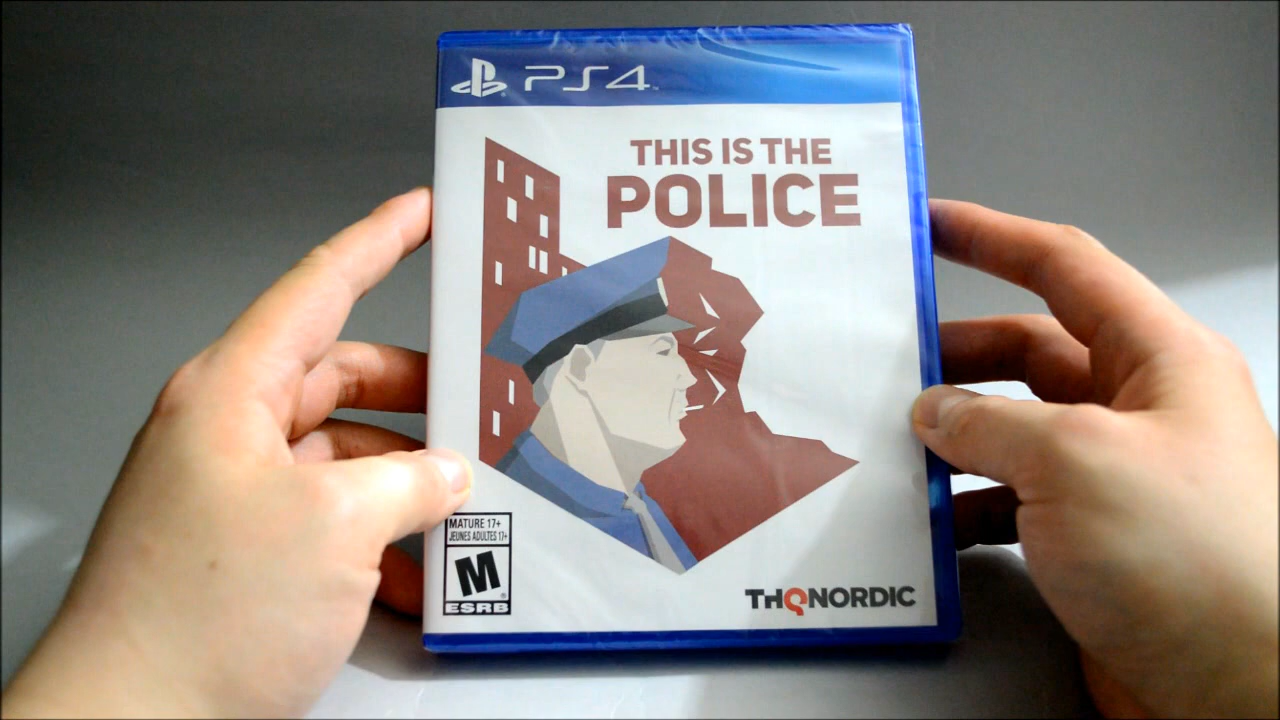 PS4
THIS IS THE
POLICE
MATURE 17+
JEUNES ADULTES 17+
M
ESRB
THQNORDIC